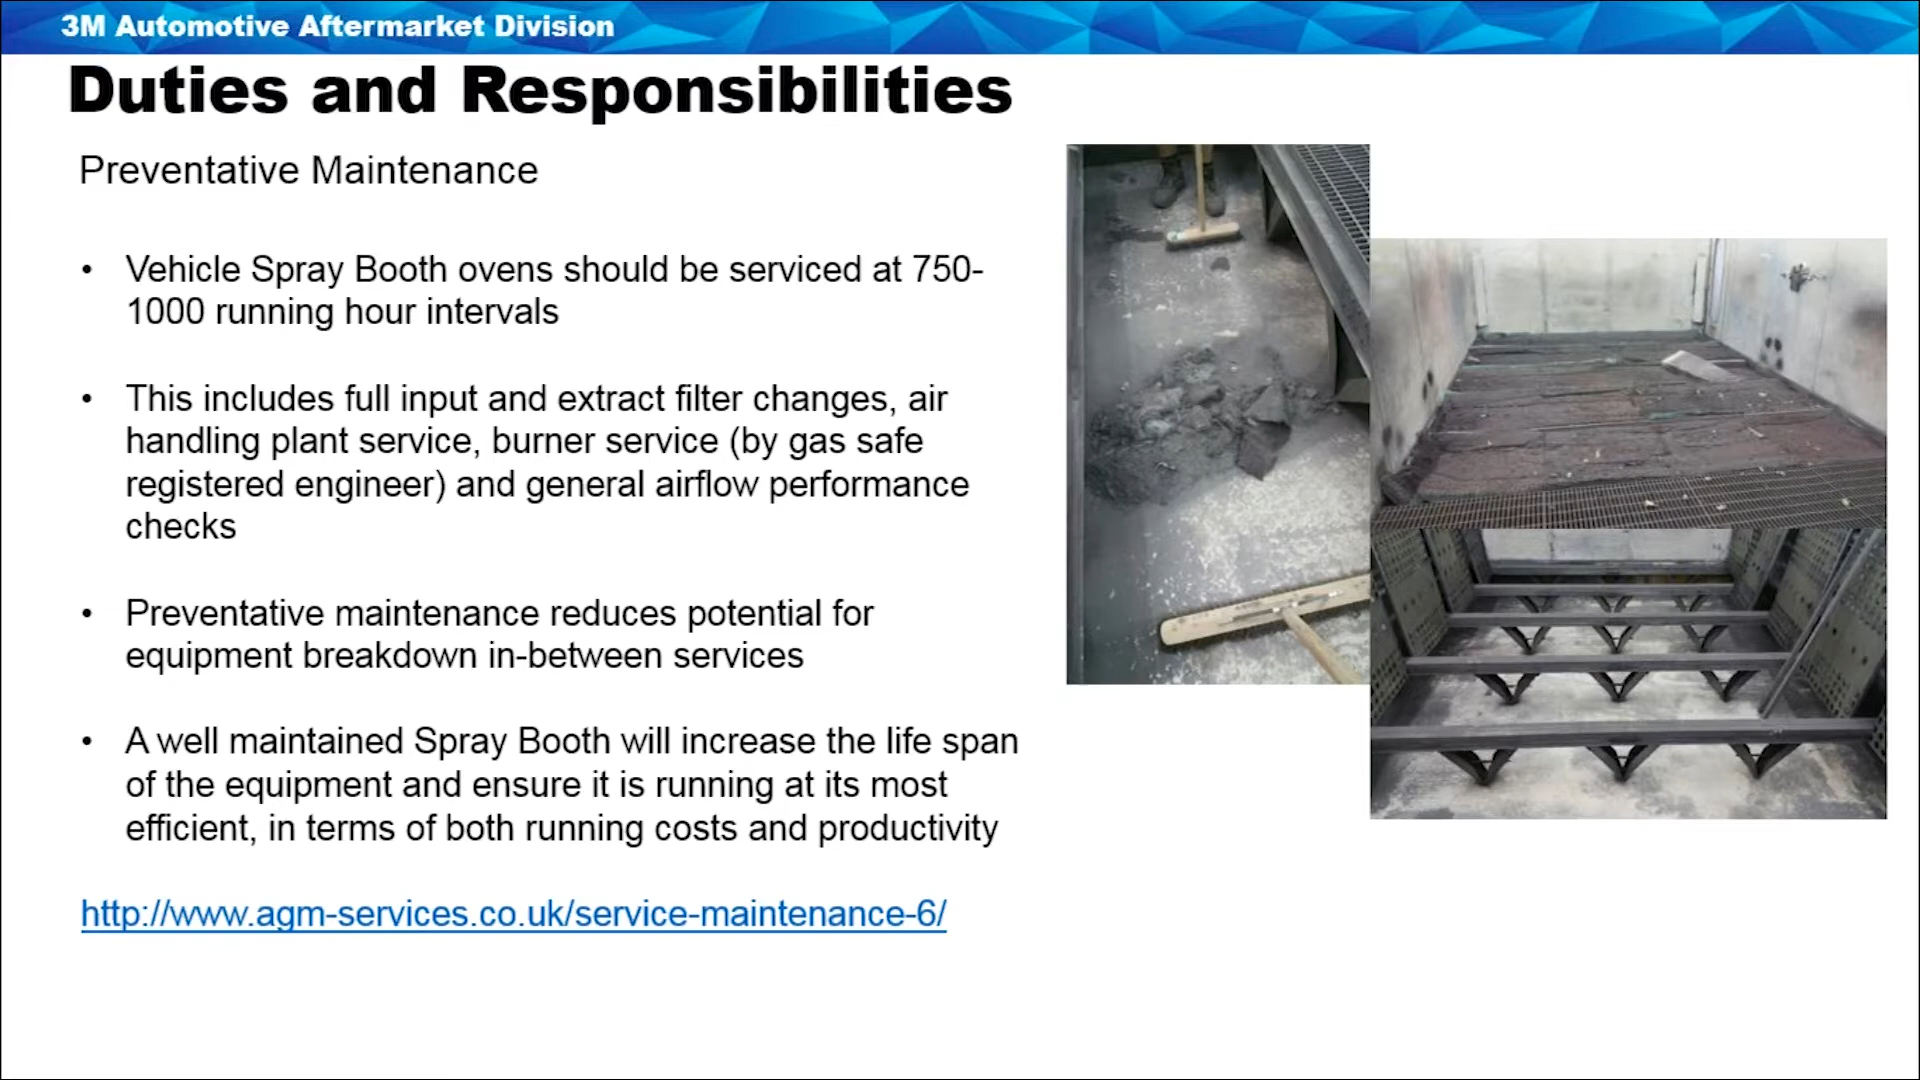 3M Automotive Aftermarket Division
Duties and Responsibilities
Preventative Maintenance
• Vehicle Spray Booth ovens should be serviced at 750-
1000 running hour intervals
• This includes full input and extract filter changes, air
handling plant service, burner service (by gas safe
registered engineer) and general airflow performance
checks
• Preventative maintenance reduces potential for
equipment breakdown in-between services
• A well maintained Spray Booth will increase the life span
of the equipment and ensure it is running at its most
efficient, in terms of both running costs and productivity
http://www.agm-services.co.uk/service-maintenance-6/